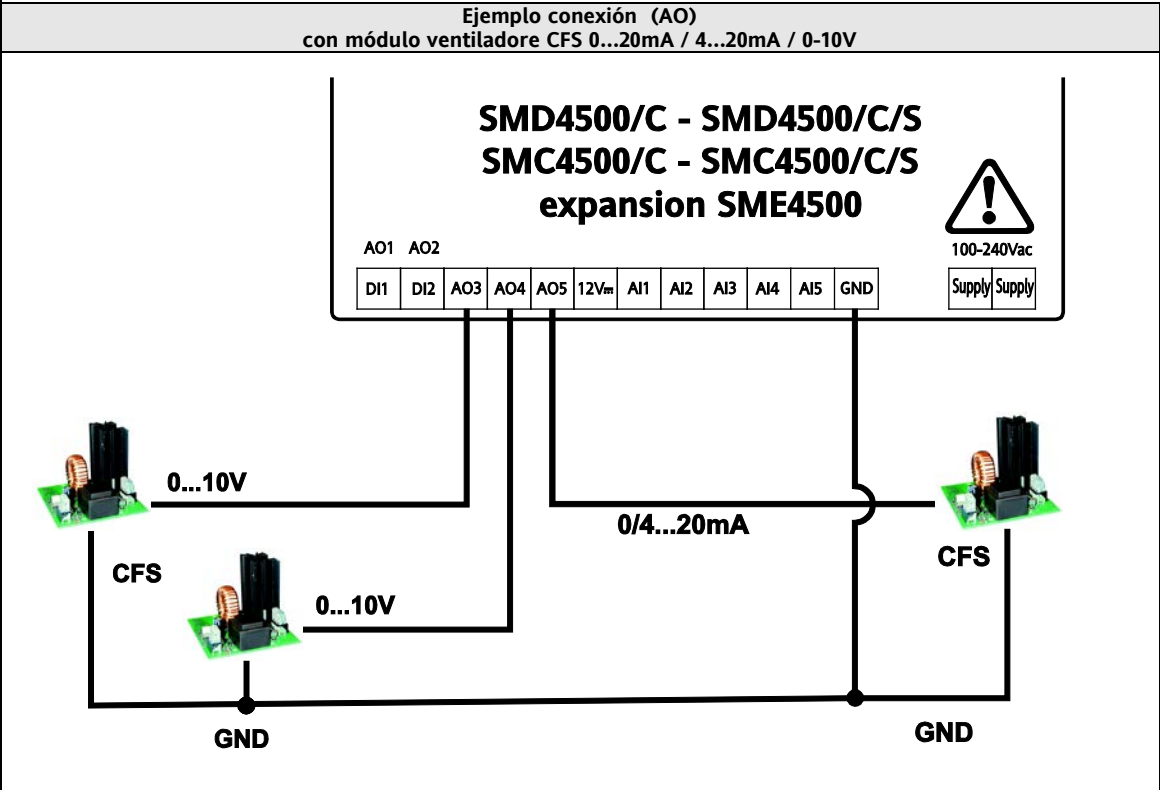 Ejemplo conexión (AO)
con módulo ventiladore CFS 0...20mA / 4...20mA / 0-10V
SMD4500/C - SMD4500/C/S
SMC4500/C - SMC4500/C/S
expansion SME4500
100-240Vac
AO1 AO2
DI1 DI2 AO3 AO4 AO5 12V⎓ AI1 AI2 AI3 AI4 AI5 GND Supply Supply
0...10V
0/4...20mA
CFS
CFS
0...10V
GND
GND